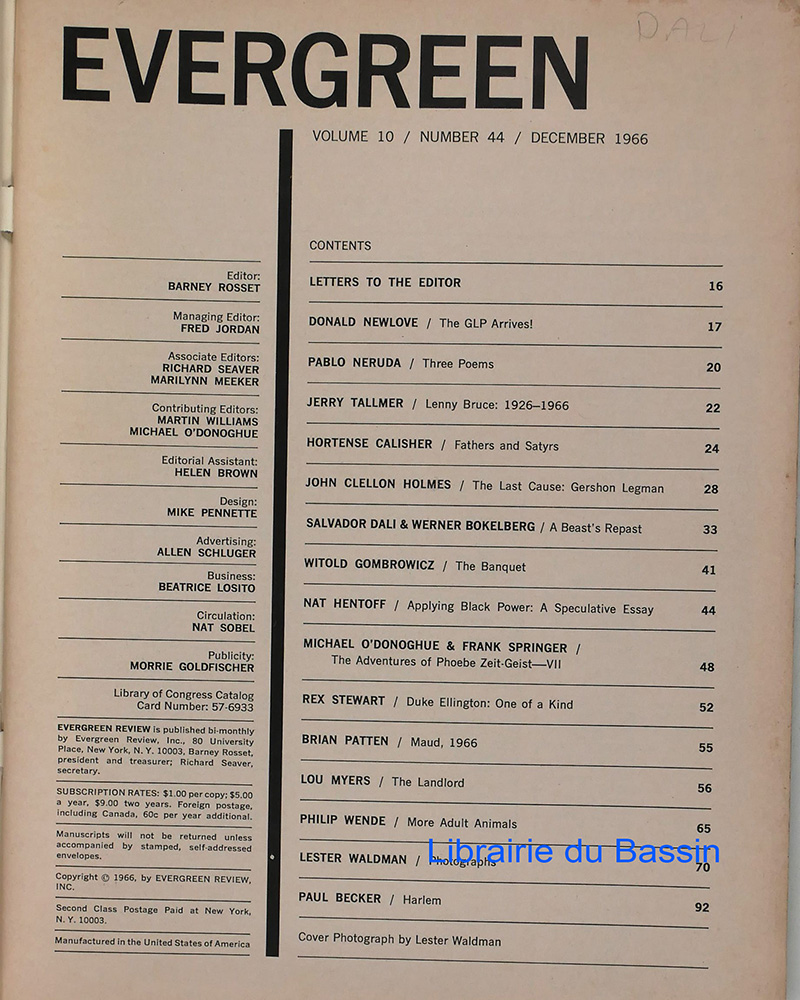 DALI
EVERGREEN
VOLUME 10 / NUMBER 44 / DECEMBER 1966
Editor:
BARNEY ROSSET
Managing Editor:
FRED JORDAN
Associate Editors:
RICHARD SEAVER
MARILYNN MEEKER
Contributing Editors:
MARTIN WILLIAMS
MICHAEL O'DONOGHUE
Editorial Assistant:
HELEN BROWN
Design:
MIKE PENNETTE
Advertising:
ALLEN SCHLUGER
Business:
BEATRICE LOSITO
Circulation:
NAT SOBEL
Publicity:
MORRIE GOLDFISCHER
Library of Congress Catalog
Card Number: 57-6933
EVERGREEN REVIEW is published bi-monthly
by Evergreen Review, Inc., 80 University
Place, New York, N. Y. 10003, Barney Rosset,
president and treasurer; Richard Seaver,
secretary.
SUBSCRIPTION RATES: $1.00 per copy; $5.00
a year, $9.00 two years. Foreign postage,
including Canada, 60c per year additional.
Manuscripts will not be returned unless
accompanied by stamped, self-addressed
envelopes.
Copyright © 1966, by EVERGREEN REVIEW,
INC.
Second Class Postage Paid at New York,
N. Y. 10003.
Manufactured in the United States of America
CONTENTS
LETTERS TO THE EDITOR 16
DONALD NEWLOVE / The GLP Arrives! 17
PABLO NERUDA / Three Poems 20
JERRY TALLMER / Lenny Bruce: 1926–1966 22
HORTENSE CALISHER / Fathers and Satyrs 24
JOHN CLELLON HOLMES / The Last Cause: Gershon Legman 28
SALVADOR DALI & WERNER BOKELBERG / A Beast's Repast 33
WITOLD GOMBROWICZ / The Banquet 41
NAT HENTOFF / Applying Black Power: A Speculative Essay 44
MICHAEL O'DONOGHUE & FRANK SPRINGER /
The Adventures of Phoebe Zeit-Geist—VII 48
REX STEWART / Duke Ellington: One of a Kind 52
BRIAN PATTEN / Maud, 1966 55
LOU MYERS / The Landlord 56
PHILIP WENDE / More Adult Animals 65
LESTER WALDMAN / Photographs 70
Librairie du Bassin
PAUL BECKER / Harlem 92
Cover Photograph by Lester Waldman